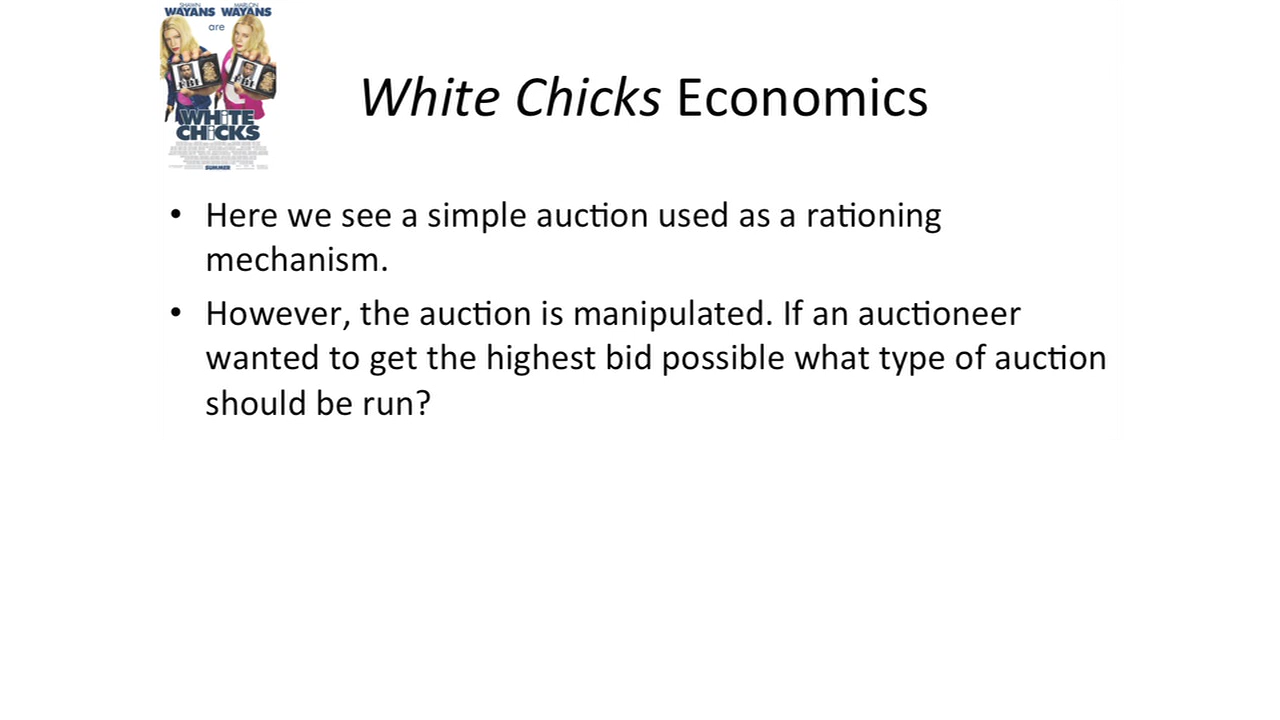 SHAWN MARLON
WAYANS WAYANS
are
WHITE
CHICKS
SUMMER
White Chicks Economics
• Here we see a simple auction used as a rationing
mechanism.
• However, the auction is manipulated. If an auctioneer
wanted to get the highest bid possible what type of auction
should be run?